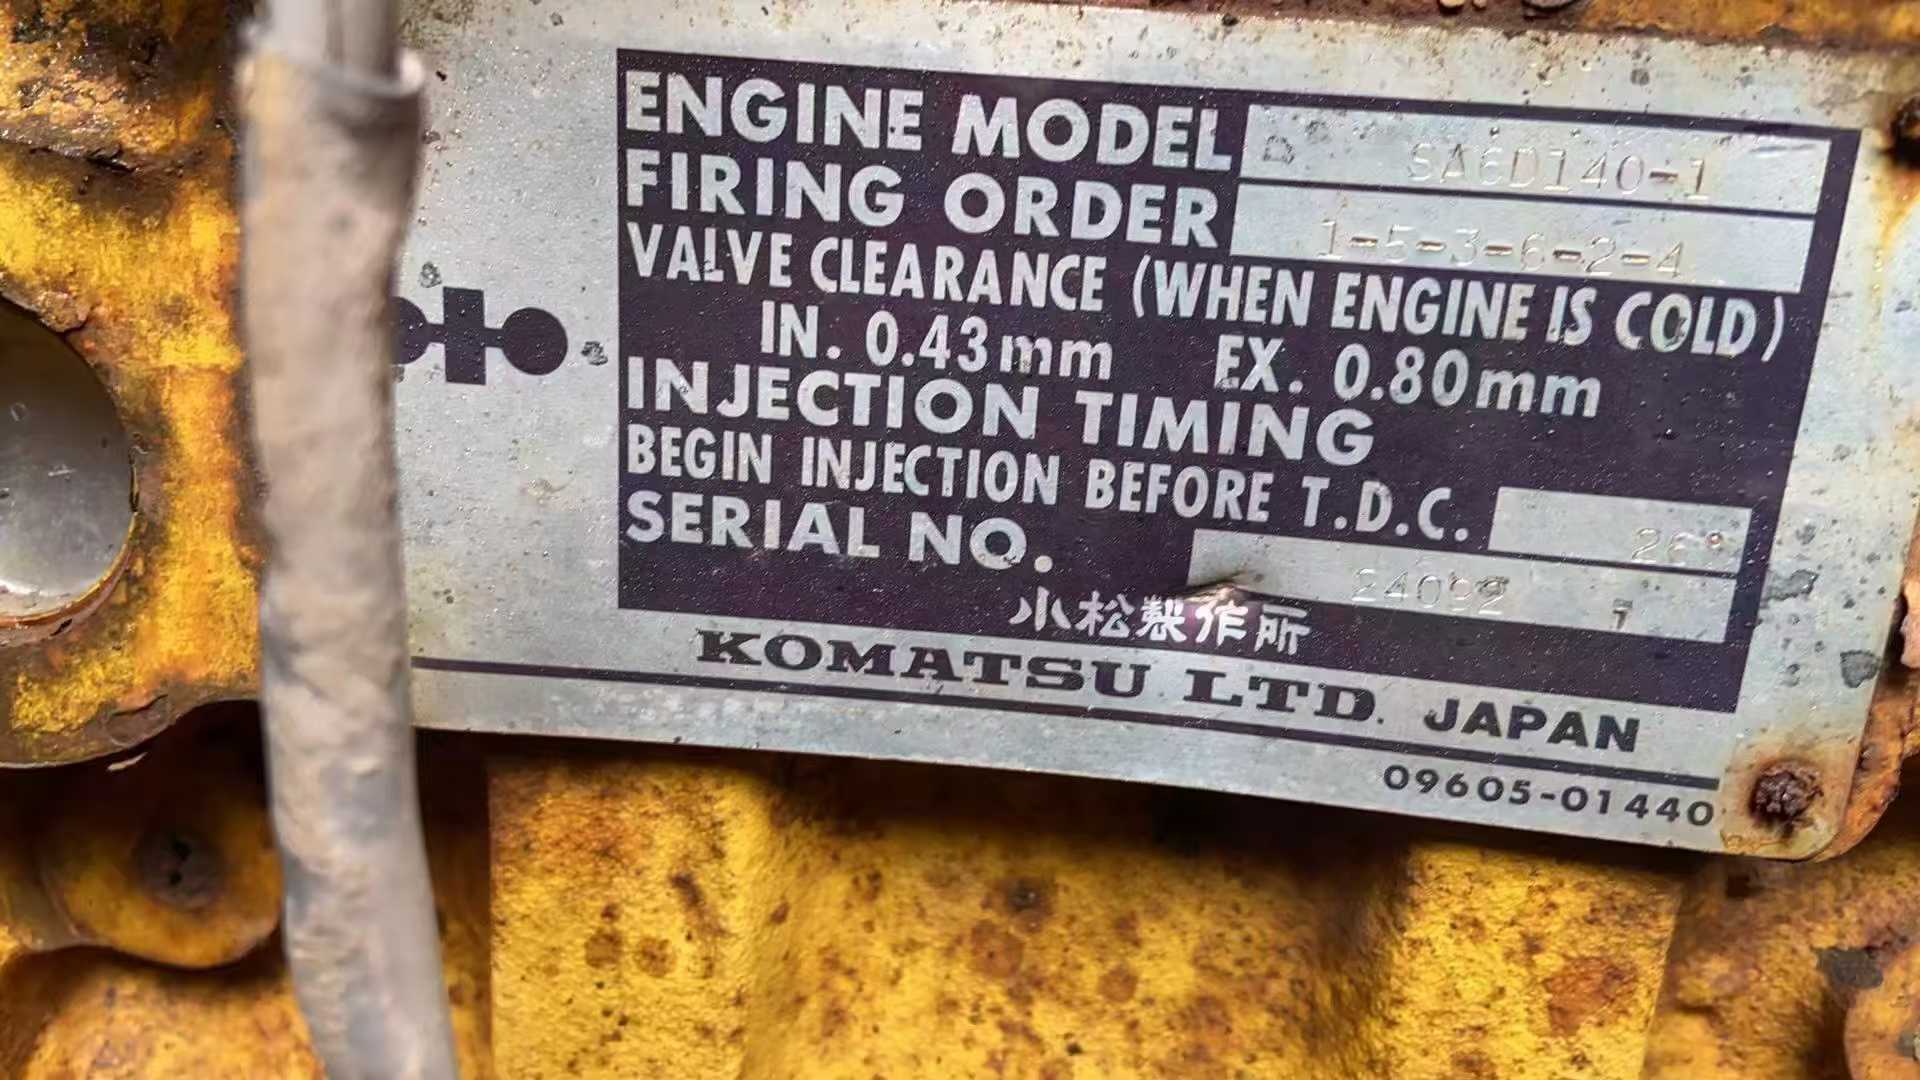 ENGINE MODEL B SA6D140-1
FIRING ORDER 1-5-3-6-2-4
VALVE CLEARANCE (WHEN ENGINE IS COLD)
IN. 0.43mm EX. 0.80mm
INJECTION TIMING
BEGIN INJECTION BEFORE T.D.C.
SERIAL NO. 24092
小松製作所
KOMATSU LTD. JAPAN
09605-01440